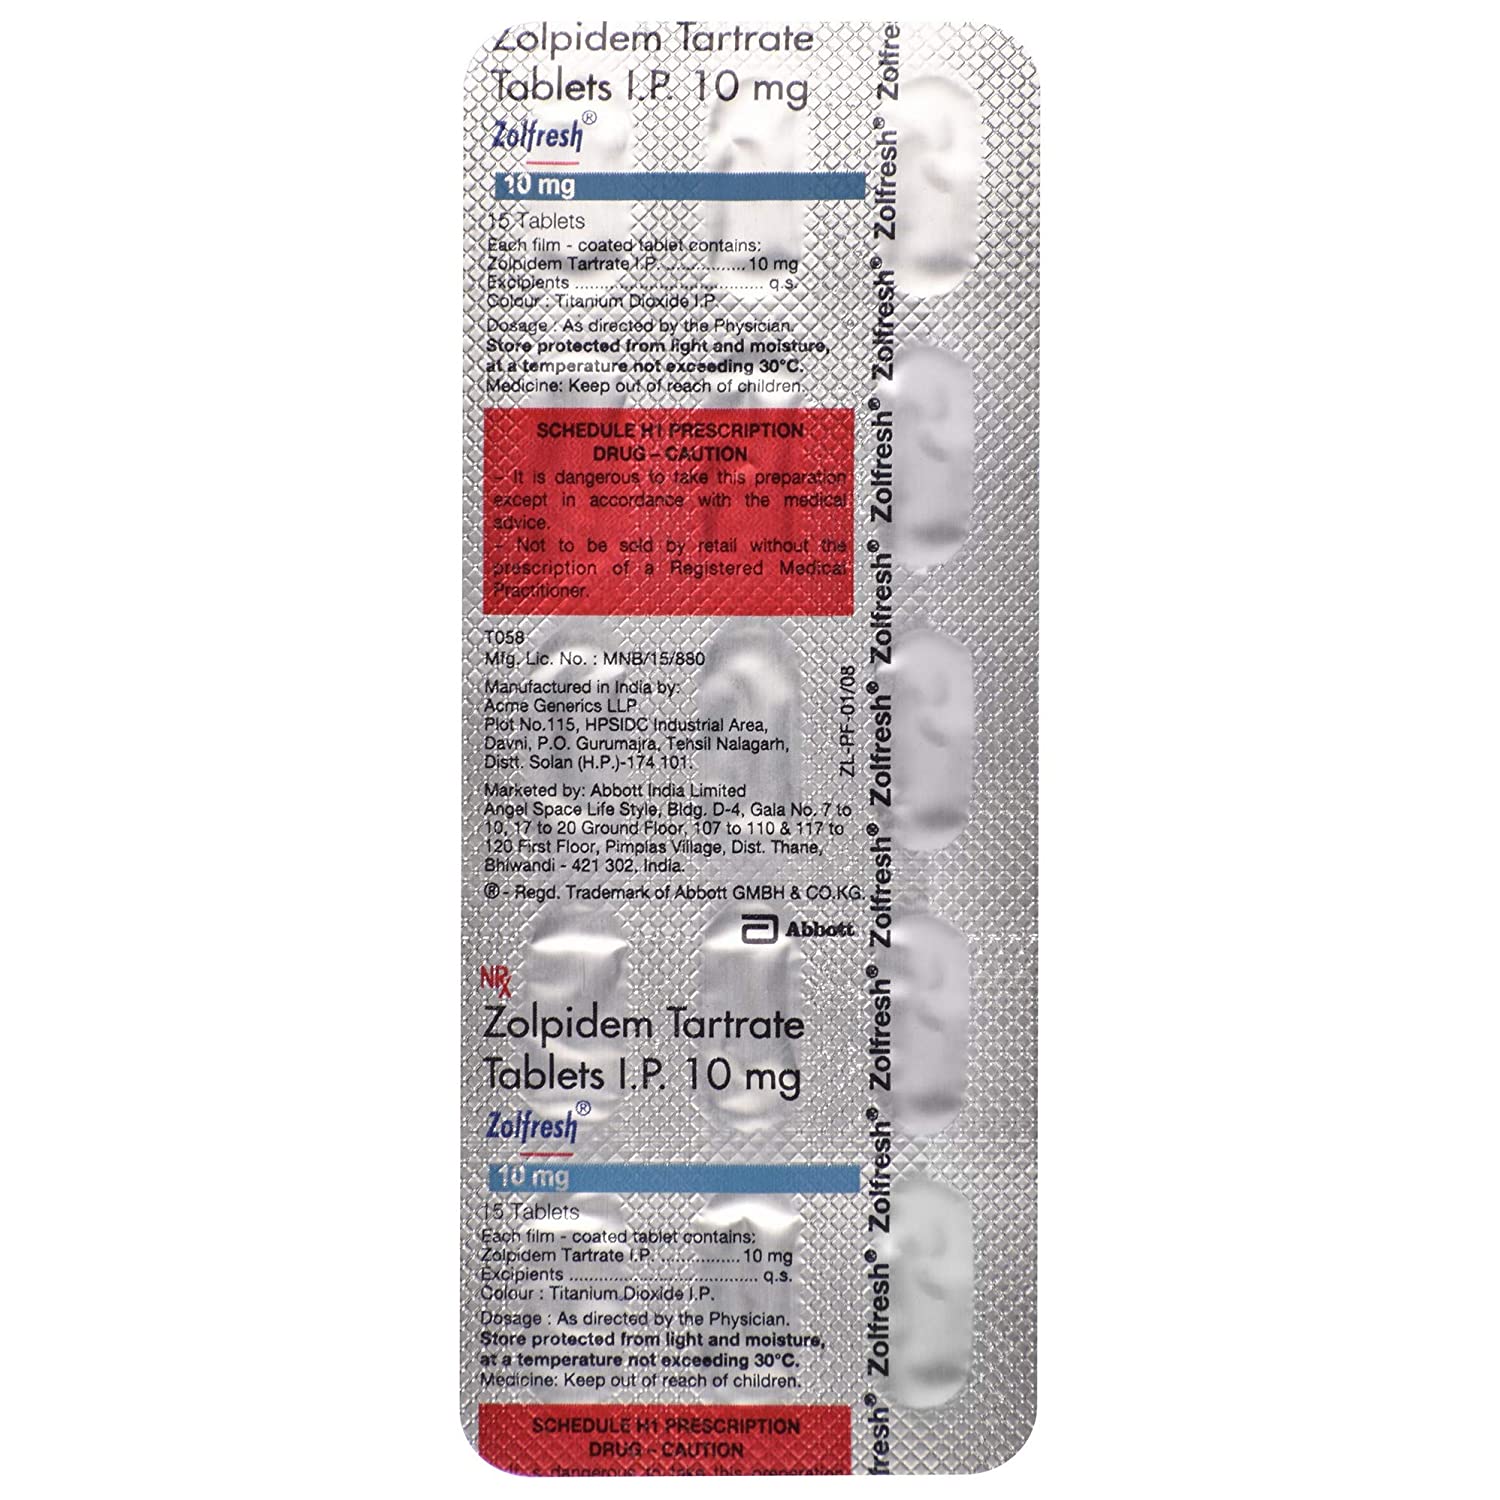 Zolpidem Tartrate
Tablets I.P. 10 mg
Zolfresh®
10 mg
15 Tablets
Each film - coated tablet contains:
Zolpidem Tartrate I.P. ................ 10 mg
Excipients ..................................... q.s.
Colour : Titanium Dioxide I.P.
Dosage : As directed by the Physician.
Store protected from light and moisture,
at a temperature not exceeding 30°C.
Medicine: Keep out of reach of children.
SCHEDULE H1 PRESCRIPTION
DRUG – CAUTION
– It is dangerous to take this preparation
except in accordance with the medical
advice.
– Not to be sold by retail without the
prescription of a Registered Medical
Practitioner.
T058
Mfg. Lic. No. : MNB/15/880
Manufactured in India by:
Acme Generics LLP
Plot No.115, HPSIDC Industrial Area,
Davni, P.O. Gurumajra, Tehsil Nalagarh,
Distt. Solan (H.P.)-174 101.
Marketed by: Abbott India Limited
Angel Space Life Style, Bldg. D-4, Gala No. 7 to
10, 17 to 20 Ground Floor, 107 to 110 & 117 to
120 First Floor, Pimplas Village, Dist. Thane,
Bhiwandi - 421 302, India.
® - Regd. Trademark of Abbott GMBH & CO.KG.
Abbott
ZL-PF-01/08
NRx
Zolpidem Tartrate
Tablets I.P. 10 mg
Zolfresh®
10 mg
15 Tablets
Each film - coated tablet contains:
Zolpidem Tartrate I.P. ................ 10 mg
Excipients ..................................... q.s.
Colour : Titanium Dioxide I.P.
Dosage : As directed by the Physician.
Store protected from light and moisture,
at a temperature not exceeding 30°C.
Medicine: Keep out of reach of children.
SCHEDULE H1 PRESCRIPTION
DRUG – CAUTION
It is dangerous to take this preparation
fresh® Zolfresh® Zolfresh® Zolfresh® Zolfresh® Zolfresh® Zolfresh® Zolfresh® Zolfresh® Zolfresh® Zolfre